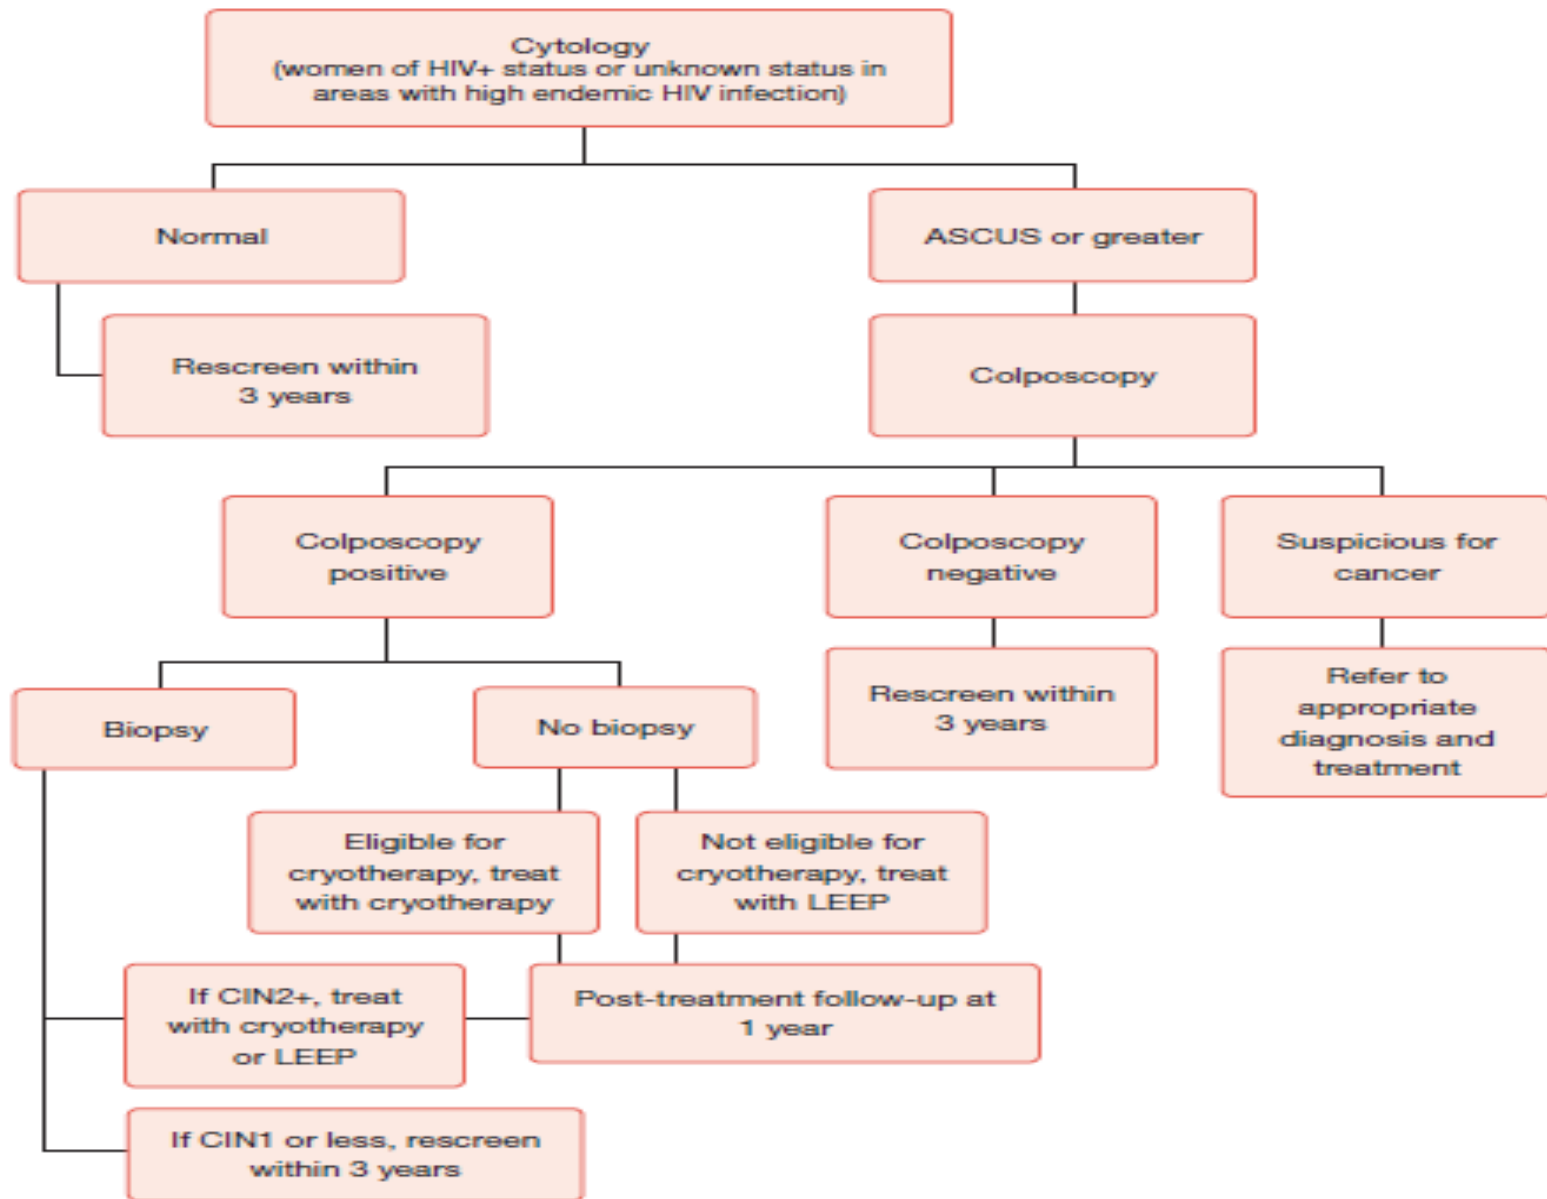 Cytology
(women of HIV+ status or unknown status in
areas with high endemic HIV infection)
Normal
ASCUS or greater
Rescreen within
3 years
Colposcopy
Colposcopy
positive
Colposcopy
negative
Suspicious for
cancer
Biopsy
No biopsy
Rescreen within
3 years
Refer to
appropriate
diagnosis and
treatment
Eligible for
cryotherapy, treat
with cryotherapy
Not eligible for
cryotherapy, treat
with LEEP
If CIN2+, treat
with cryotherapy
or LEEP
Post-treatment follow-up at
1 year
If CIN1 or less, rescreen
within 3 years